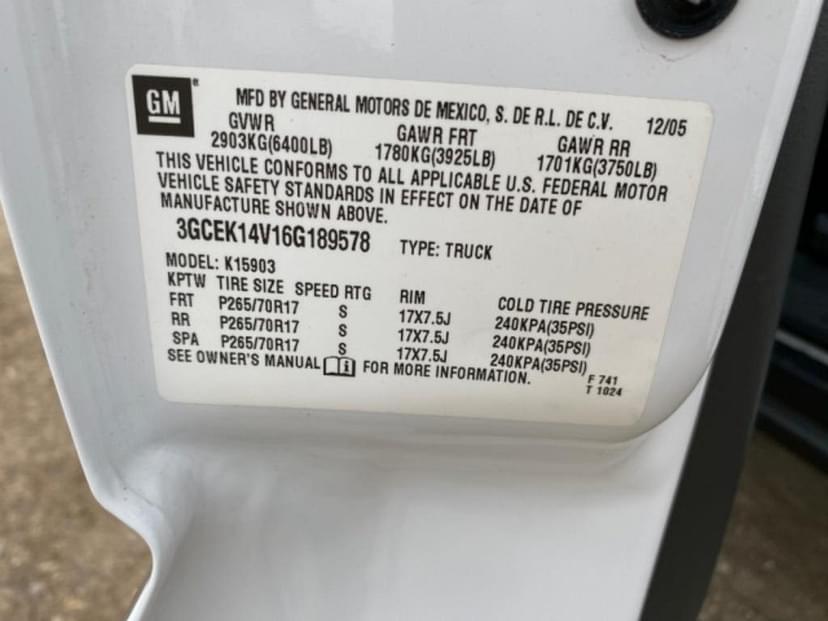 GM ®
MFD BY GENERAL MOTORS DE MEXICO, S. DE R.L. DE C.V. 12/05
GVWR GAWR FRT GAWR RR
2903KG(6400LB) 1780KG(3925LB) 1701KG(3750LB)
THIS VEHICLE CONFORMS TO ALL APPLICABLE U.S. FEDERAL MOTOR
VEHICLE SAFETY STANDARDS IN EFFECT ON THE DATE OF
MANUFACTURE SHOWN ABOVE.
3GCEK14V16G189578 TYPE: TRUCK
MODEL: K15903
KPTW TIRE SIZE SPEED RTG RIM COLD TIRE PRESSURE
FRT P265/70R17 S 17X7.5J 240KPA(35PSI)
RR P265/70R17 S 17X7.5J 240KPA(35PSI)
SPA P265/70R17 S 17X7.5J 240KPA(35PSI)
SEE OWNER'S MANUAL i FOR MORE INFORMATION.
F 741
T 1024